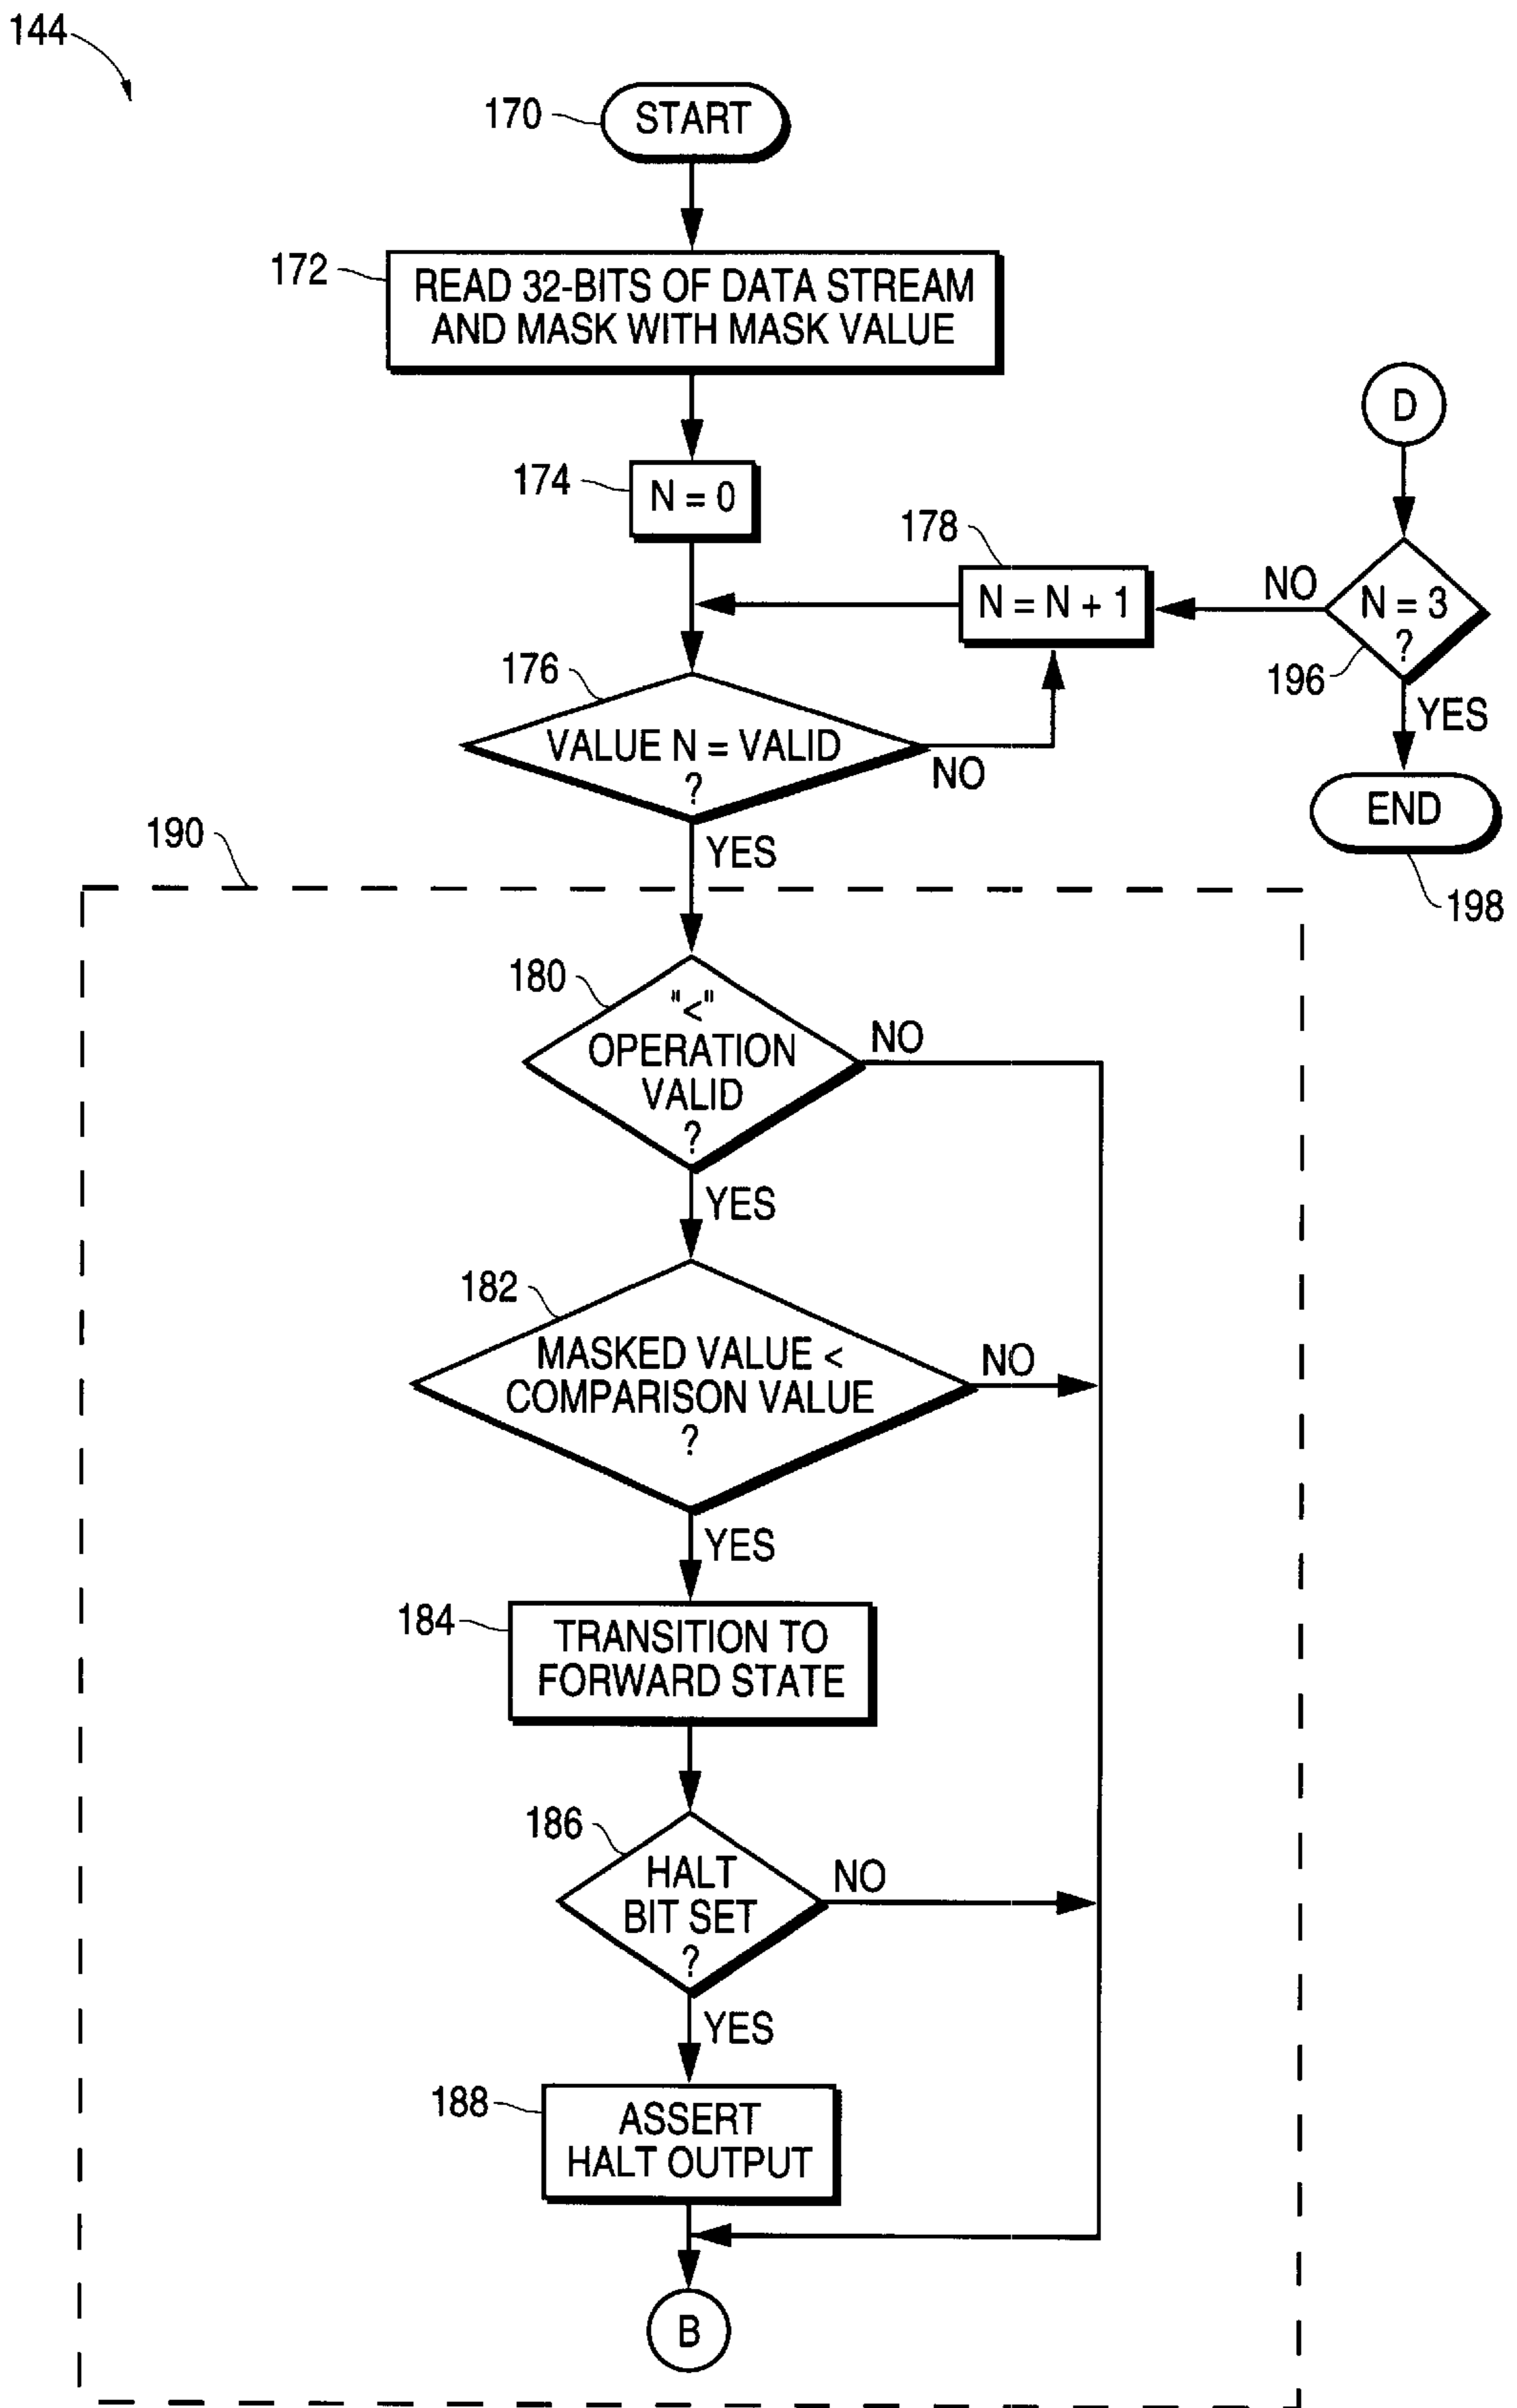 144
170
START
172
READ 32-BITS OF DATA STREAM
AND MASK WITH MASK VALUE
D
174
N = 0
178
N = N + 1
NO
N = 3
?
196
YES
END
198
176
VALUE N = VALID
?
NO
YES
190
180
"<"
OPERATION
VALID
?
NO
YES
182
MASKED VALUE <
COMPARISON VALUE
?
NO
YES
184
TRANSITION TO
FORWARD STATE
186
HALT
BIT SET
?
NO
YES
188
ASSERT
HALT OUTPUT
B